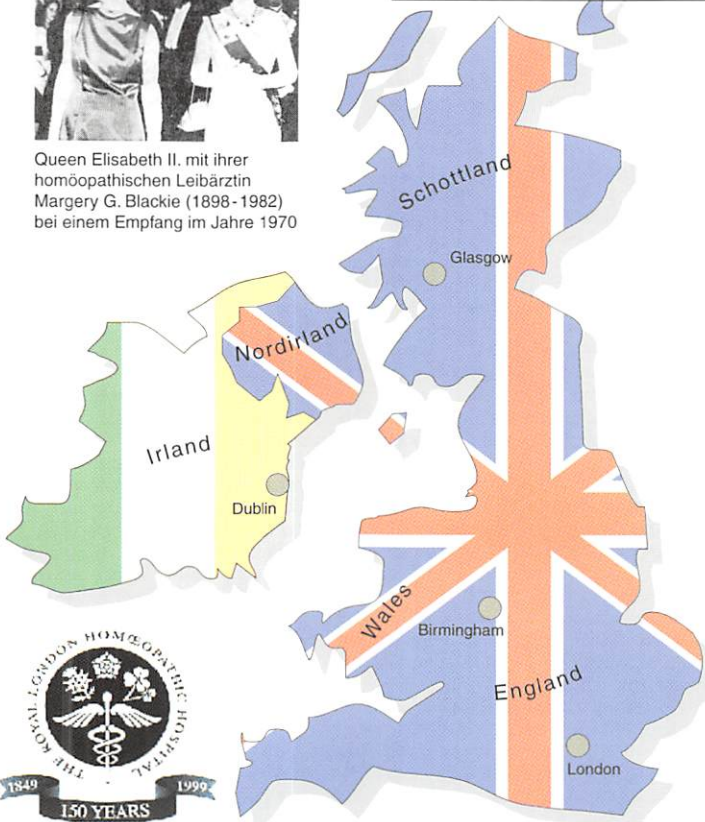 Queen Elisabeth II. mit ihrer
homöopathischen Leibärztin
Margery G. Blackie (1898-1982)
bei einem Empfang im Jahre 1970
Schottland
Glasgow
Nordirland
Irland
Dublin
Wales
Birmingham
England
London
THE ROYAL LONDON HOMŒOPATHIC HOSPITAL
1849 1999
150 YEARS